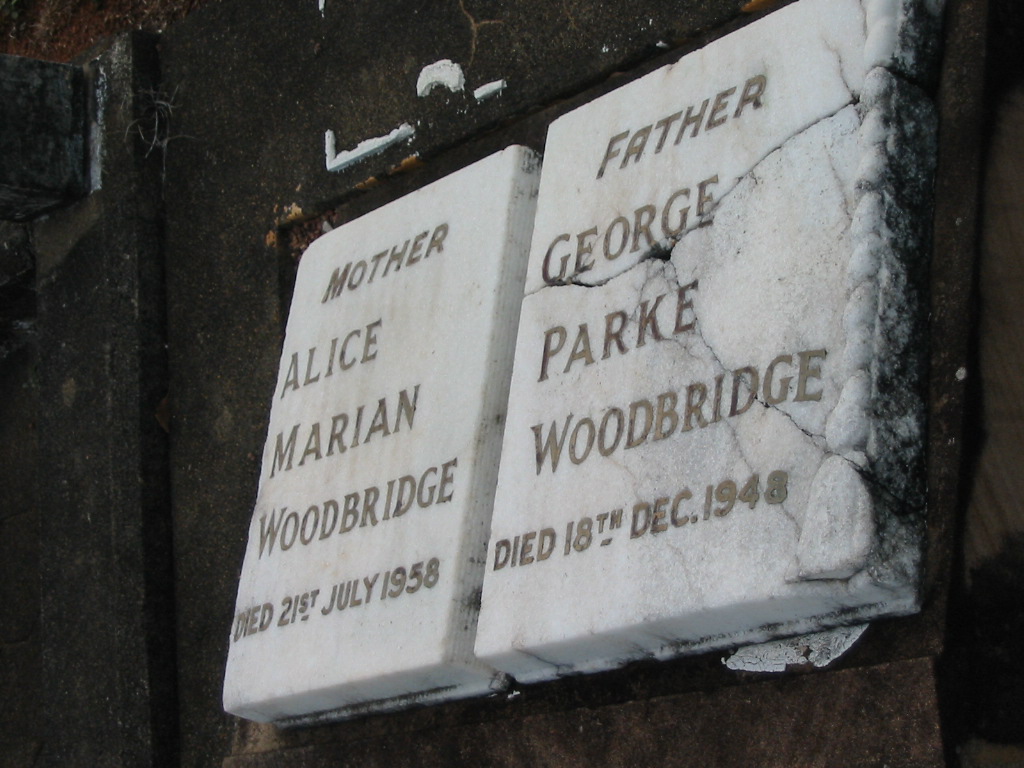 MOTHER
ALICE
MARIAN
WOODBRIDGE
DIED 21ST JULY 1958
FATHER
GEORGE
PARKE
WOODBRIDGE
DIED 18TH DEC. 1948